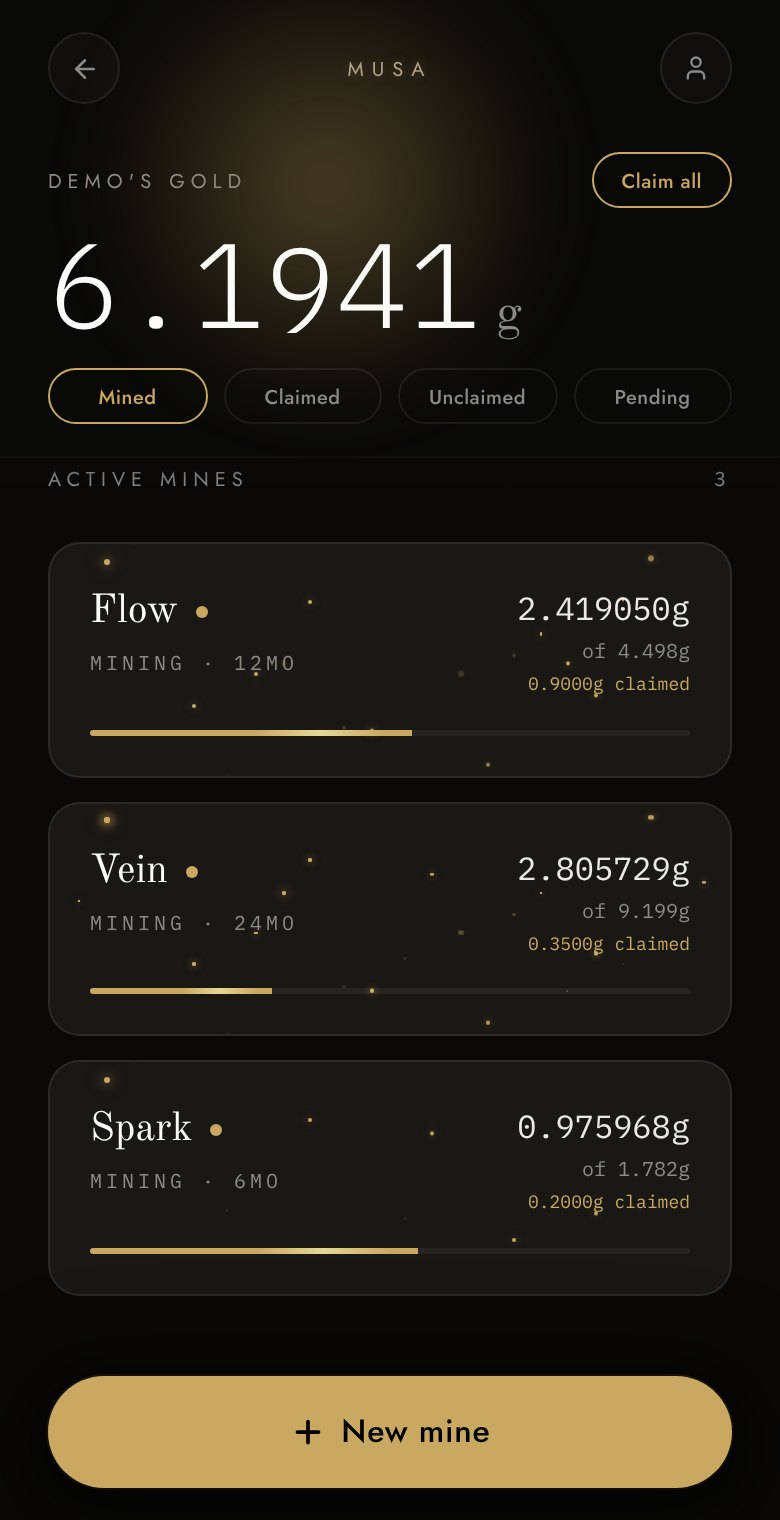 MUSA
DEMO'S GOLD
Claim all
6.1941 g
Mined
Claimed
Unclaimed
Pending
ACTIVE MINES
3
Flow
2.419050g
MINING · 12MO
of 4.498g
0.9000g claimed
Vein
2.805729g
MINING · 24MO
of 9.199g
0.3500g claimed
Spark
0.975968g
MINING · 6MO
of 1.782g
0.2000g claimed
+ New mine